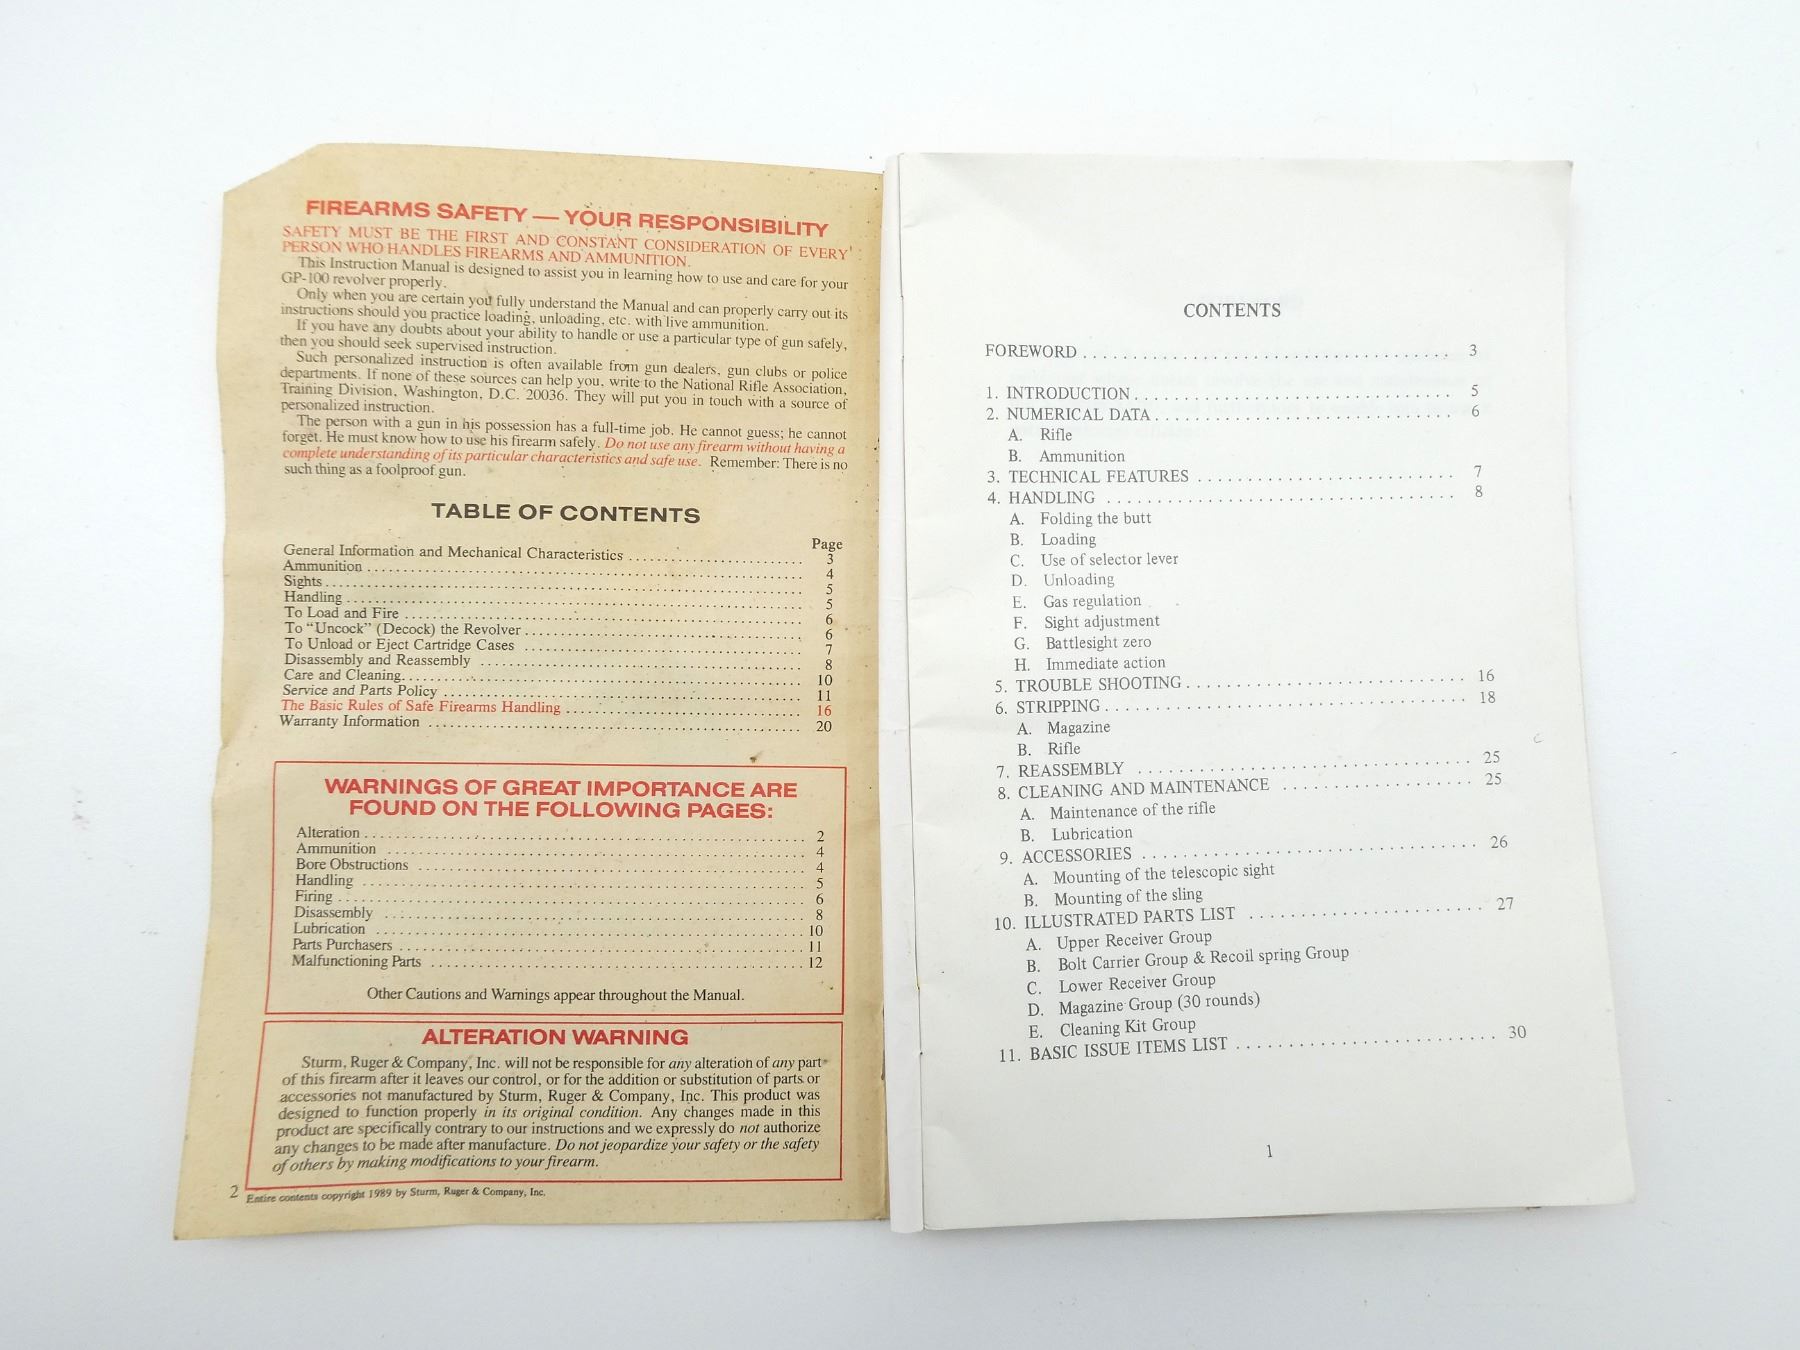 FIREARMS SAFETY — YOUR RESPONSIBILITY
SAFETY MUST BE THE FIRST AND CONSTANT CONSIDERATION OF EVERY
PERSON WHO HANDLES FIREARMS AND AMMUNITION.
This Instruction Manual is designed to assist you in learning how to use and care for your
GP-100 revolver properly.
Only when you are certain you fully understand the Manual and can properly carry out its
instructions should you practice loading, unloading, etc. with live ammunition.
If you have any doubts about your ability to handle or use a particular type of gun safely,
then you should seek supervised instruction.
Such personalized instruction is often available from gun dealers, gun clubs or police
departments. If none of these sources can help you, write to the National Rifle Association,
Training Division, Washington, D.C. 20036. They will put you in touch with a source of
personalized instruction.
The person with a gun in his possession has a full-time job. He cannot guess; he cannot
forget. He must know how to use his firearm safely. Do not use any firearm without having a
complete understanding of its particular characteristics and safe use. Remember: There is no
such thing as a foolproof gun.
TABLE OF CONTENTS
Page
General Information and Mechanical Characteristics ........................ 3
Ammunition ........................ 4
Sights ........................ 5
Handling ........................ 5
To Load and Fire ........................ 6
To “Uncock” (Decock) the Revolver ........................ 6
To Unload or Eject Cartridge Cases ........................ 7
Disassembly and Reassembly ........................ 8
Care and Cleaning ........................ 10
Service and Parts Policy ........................ 11
The Basic Rules of Safe Firearms Handling ........................ 16
Warranty Information ........................ 20
WARNINGS OF GREAT IMPORTANCE ARE
FOUND ON THE FOLLOWING PAGES:
Alteration ........................ 2
Ammunition ........................ 4
Bore Obstructions ........................ 4
Handling ........................ 5
Firing ........................ 6
Disassembly ........................ 8
Lubrication ........................ 10
Parts Purchasers ........................ 11
Malfunctioning Parts ........................ 12
Other Cautions and Warnings appear throughout the Manual.
ALTERATION WARNING
Sturm, Ruger & Company, Inc. will not be responsible for any alteration of any part
of this firearm after it leaves our control, or for the addition or substitution of parts or
accessories not manufactured by Sturm, Ruger & Company, Inc. This product was
designed to function properly in its original condition. Any changes made in this
product are specifically contrary to our instructions and we expressly do not authorize
any changes to be made after manufacture. Do not jeopardize your safety or the safety
of others by making modifications to your firearm.
2 Entire contents copyright 1989 by Sturm, Ruger & Company, Inc.
CONTENTS
FOREWORD ........................ 3
1. INTRODUCTION ........................ 5
2. NUMERICAL DATA ........................ 6
A. Rifle
B. Ammunition
3. TECHNICAL FEATURES ........................ 7
4. HANDLING ........................ 8
A. Folding the butt
B. Loading
C. Use of selector lever
D. Unloading
E. Gas regulation
F. Sight adjustment
G. Battlesight zero
H. Immediate action
5. TROUBLE SHOOTING ........................ 16
6. STRIPPING ........................ 18
A. Magazine
B. Rifle
7. REASSEMBLY ........................ 25
8. CLEANING AND MAINTENANCE ........................ 25
A. Maintenance of the rifle
B. Lubrication
9. ACCESSORIES ........................ 26
A. Mounting of the telescopic sight
B. Mounting of the sling
10. ILLUSTRATED PARTS LIST ........................ 27
A. Upper Receiver Group
B. Bolt Carrier Group & Recoil spring Group
C. Lower Receiver Group
D. Magazine Group (30 rounds)
E. Cleaning Kit Group
11. BASIC ISSUE ITEMS LIST ........................ 30
1